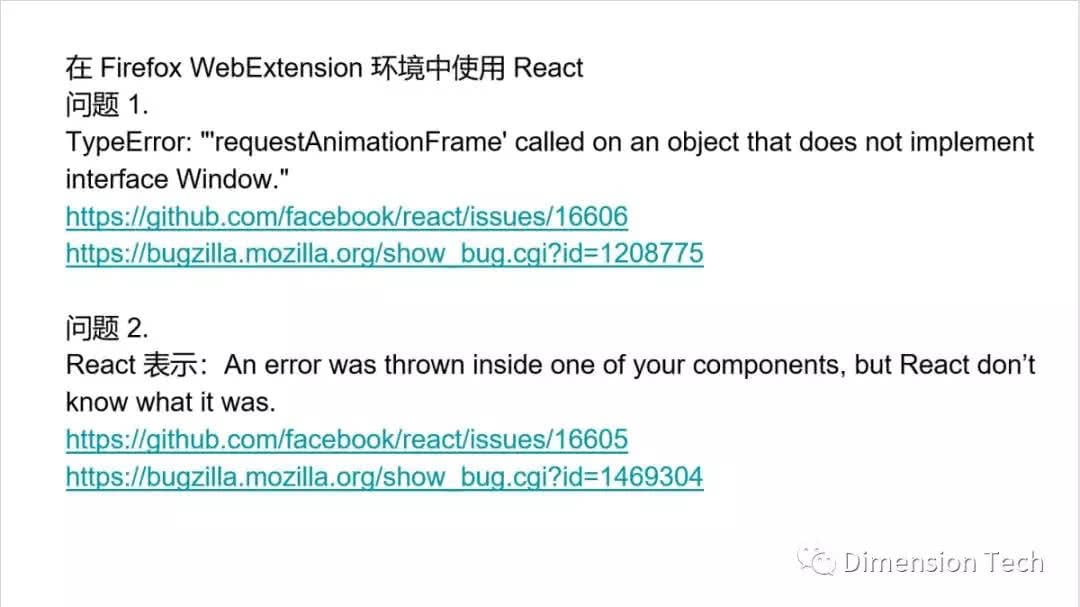 在 Firefox WebExtension 环境中使用 React
问题 1.
TypeError: "'requestAnimationFrame' called on an object that does not implement
interface Window."
https://github.com/facebook/react/issues/16606
https://bugzilla.mozilla.org/show_bug.cgi?id=1208775
问题 2.
React 表示：An error was thrown inside one of your components, but React don’t
know what it was.
https://github.com/facebook/react/issues/16605
https://bugzilla.mozilla.org/show_bug.cgi?id=1469304
Dimension Tech